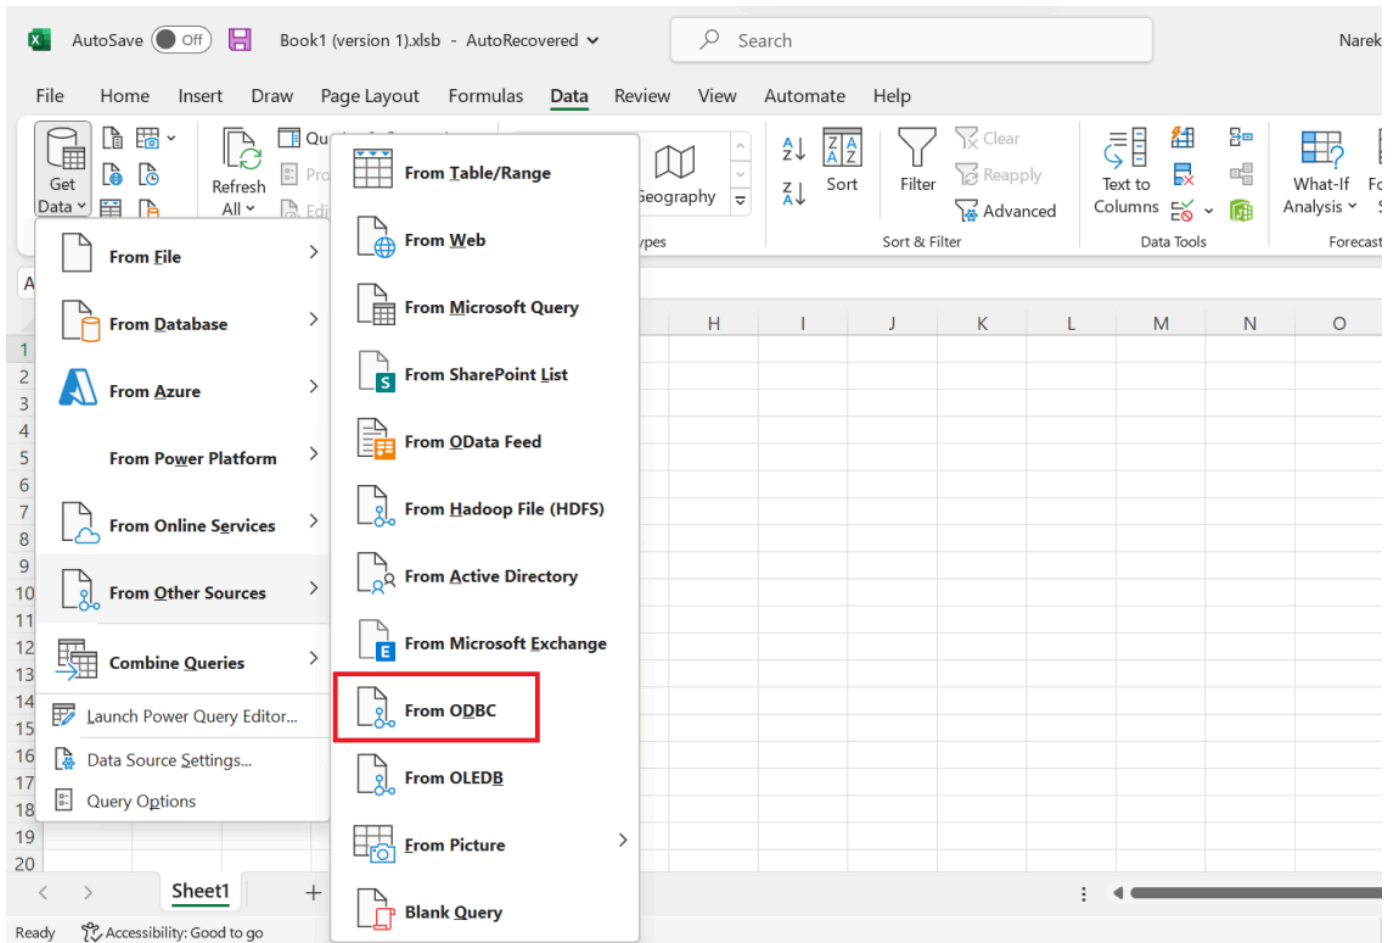 AutoSave Off Book1 (version 1).xlsb - AutoRecovered Search Narek
File Home Insert Draw Page Layout Formulas Data Review View Automate Help
Get Data
Refresh All
Geography
Sort
Filter
Clear
Reapply
Advanced
Text to Columns
What-If Analysis
Sort & Filter
Data Tools
Forecast
From File
From Database
From Azure
From Power Platform
From Online Services
From Other Sources
Combine Queries
Launch Power Query Editor...
Data Source Settings...
Query Options
From Table/Range
From Web
From Microsoft Query
From SharePoint List
From OData Feed
From Hadoop File (HDFS)
From Active Directory
From Microsoft Exchange
From ODBC
From OLEDB
From Picture
Blank Query
A
H I J K L M N O
1
2
3
4
5
6
7
8
9
10
11
12
13
14
15
16
17
18
19
20
Sheet1
Ready Accessibility: Good to go